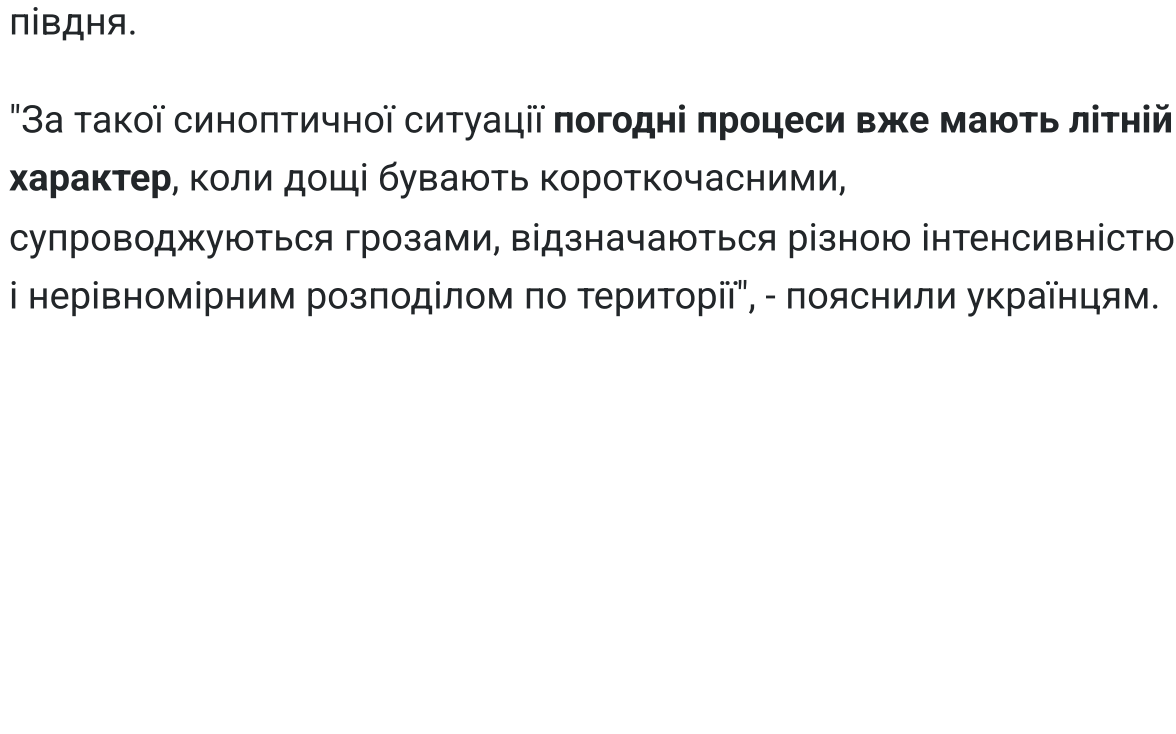 півдня.
"За такої синоптичної ситуації погодні процеси вже мають літній
характер, коли дощі бувають короткочасними,
супроводжуються грозами, відзначаються різною інтенсивністю
і нерівномірним розподілом по території", - пояснили українцям.